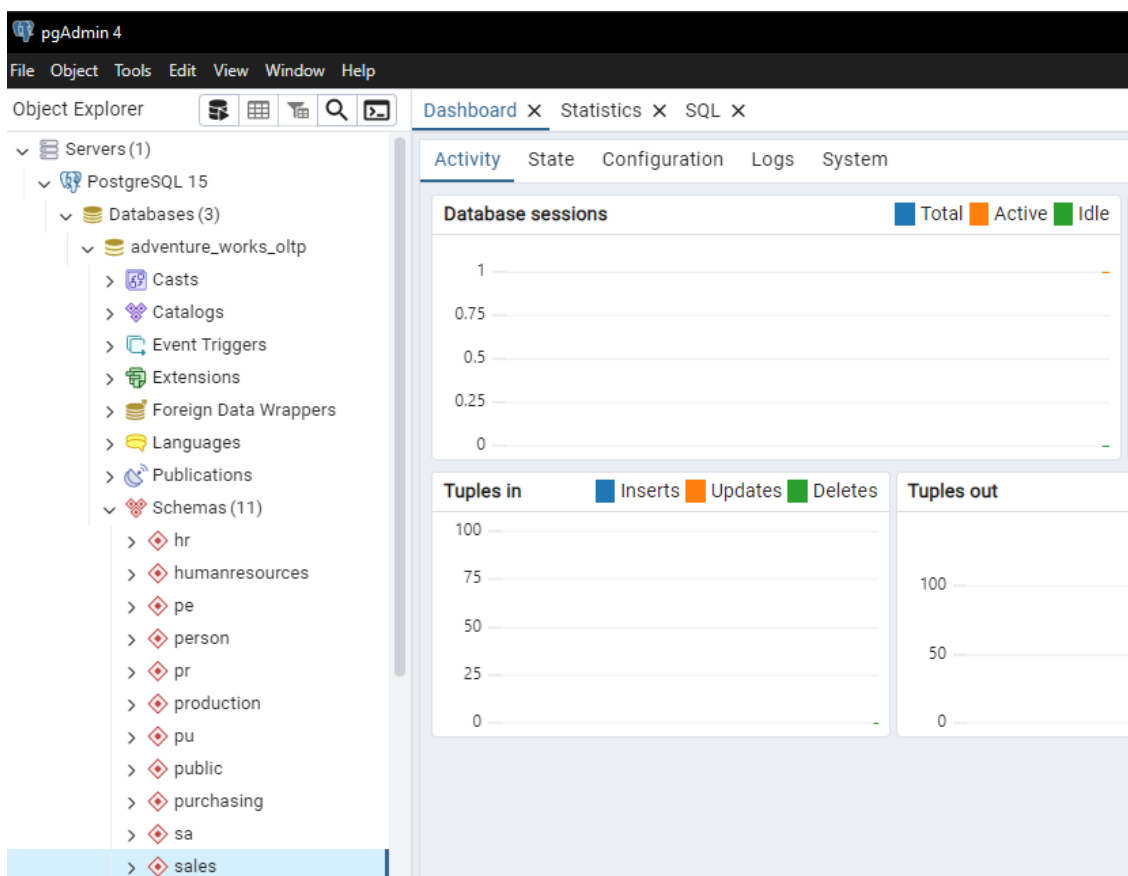 pgAdmin 4
File Object Tools Edit View Window Help
Object Explorer
Dashboard Statistics SQL
Servers (1)
PostgreSQL 15
Databases (3)
adventure_works_oltp
Casts
Catalogs
Event Triggers
Extensions
Foreign Data Wrappers
Languages
Publications
Schemas (11)
hr
humanresources
pe
person
pr
production
pu
public
purchasing
sa
sales
Activity State Configuration Logs System
Database sessions
Total Active Idle
1
0.75
0.5
0.25
0
Tuples in
Inserts Updates Deletes
100
75
50
25
0
Tuples out
100
50
0